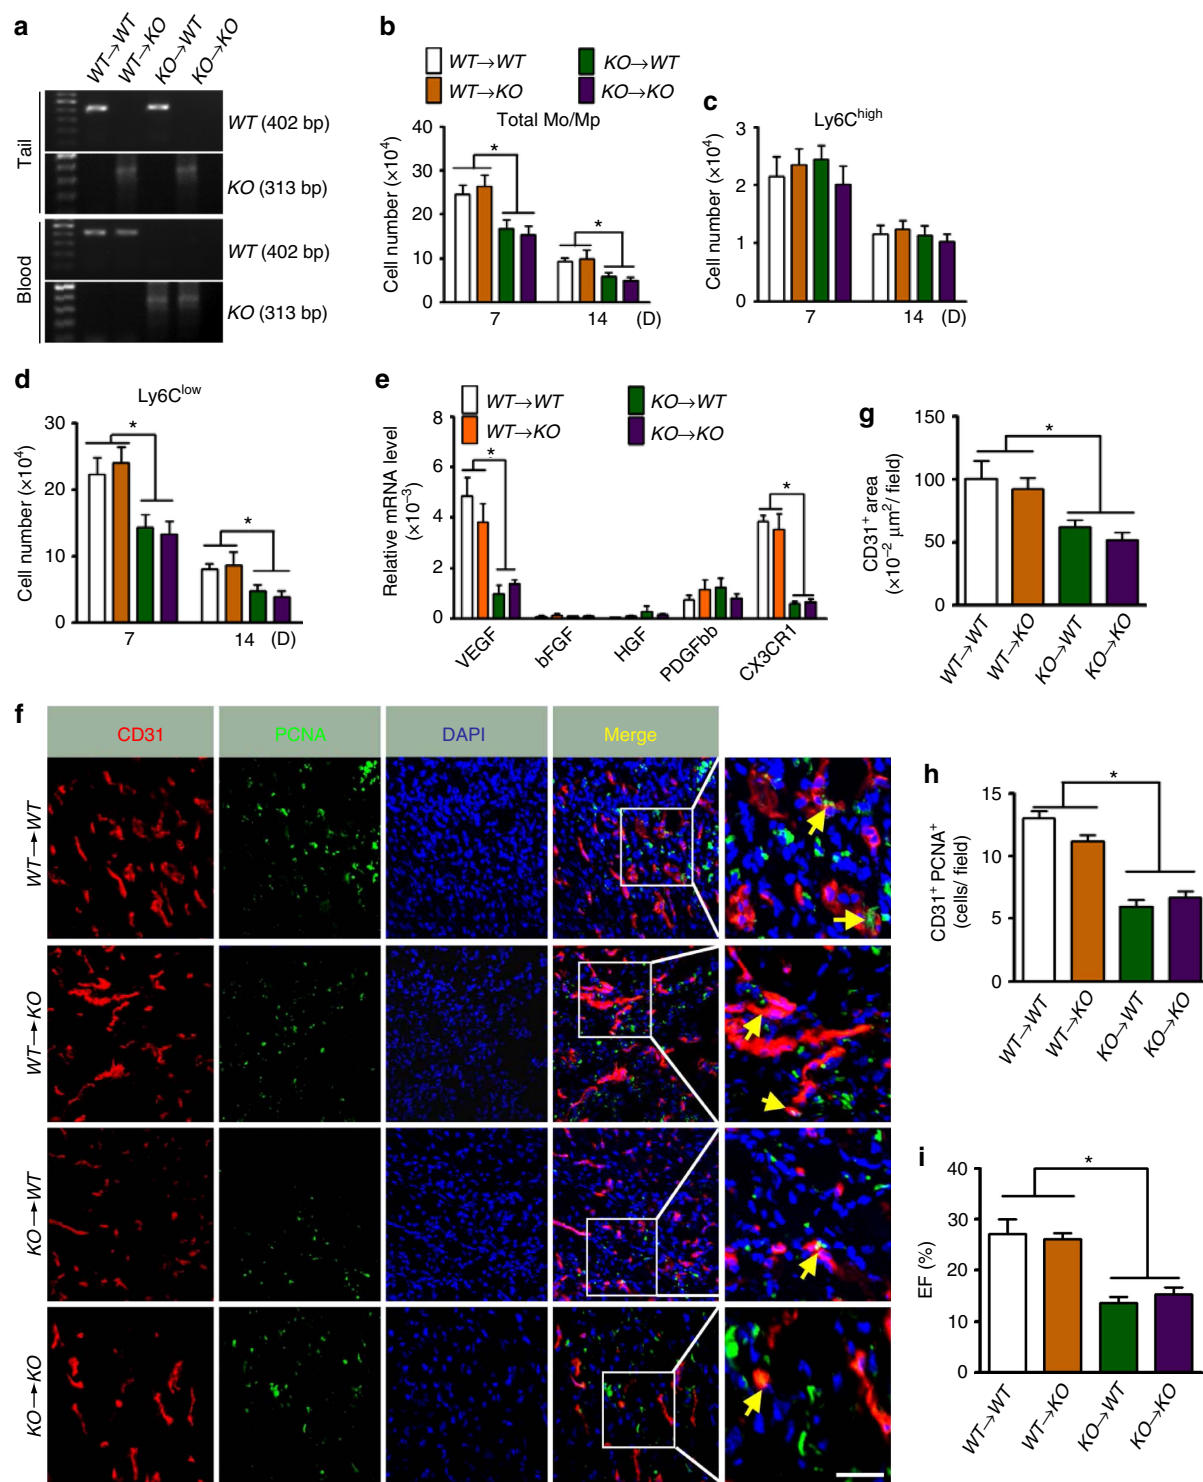 a
WT→WT
WT→KO
KO→WT
KO→KO
Tail
WT (402 bp)
KO (313 bp)
Blood
WT (402 bp)
KO (313 bp)
b
WT→WT
WT→KO
KO→WT
KO→KO
Total Mo/Mp
Cell number (×10⁴)
40
30
20
10
0
*
*
7
14
(D)
c
Ly6Cʰⁱᵍʰ
Cell number (×10⁴)
3
2
1
0
7
14
(D)
d
Ly6Cˡᵒʷ
Cell number (×10⁴)
30
20
10
0
*
*
7
14
(D)
e
WT→WT
WT→KO
KO→WT
KO→KO
Relative mRNA level
(×10⁻³)
8
6
4
2
0
*
*
VEGF
bFGF
HGF
PDGFbb
CX3CR1
g
CD31⁺ area
(×10⁻² µm²/ field)
150
100
50
0
*
WT→WT
WT→KO
KO→WT
KO→KO
f
CD31
PCNA
DAPI
Merge
WT→WT
WT→KO
KO→WT
KO→KO
h
CD31⁺ PCNA⁺
(cells/ field)
15
10
5
0
*
WT→WT
WT→KO
KO→WT
KO→KO
i
EF (%)
40
30
20
10
0
*
WT→WT
WT→KO
KO→WT
KO→KO